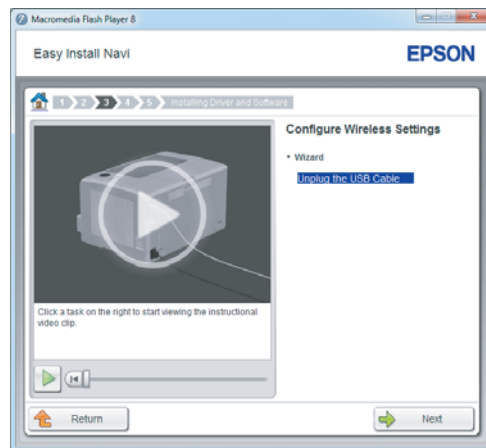 Macromedia Flash Player 8
Easy Install Navi
EPSON
1 2 3 4 5 Installing Driver and Software
Configure Wireless Settings
• Wizard
Unplug the USB Cable
Click a task on the right to start viewing the instructional
video clip.
Return
Next